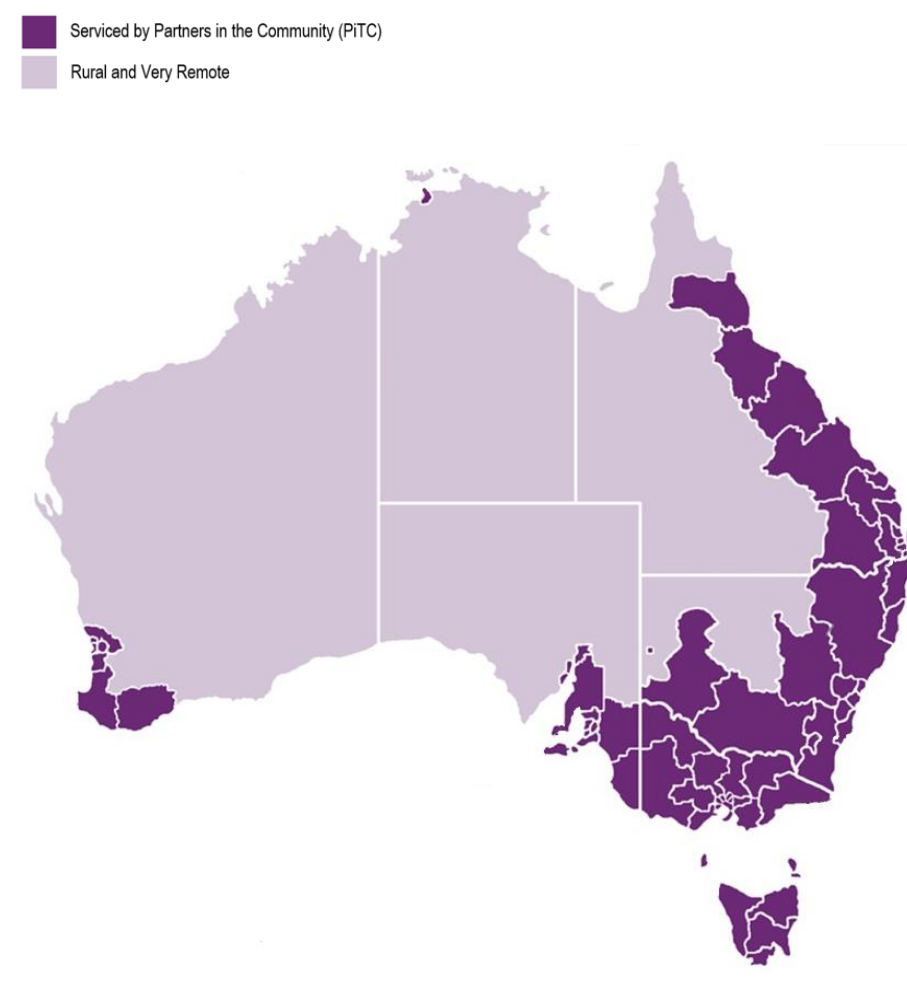 Serviced by Partners in the Community (PiTC)
Rural and Very Remote